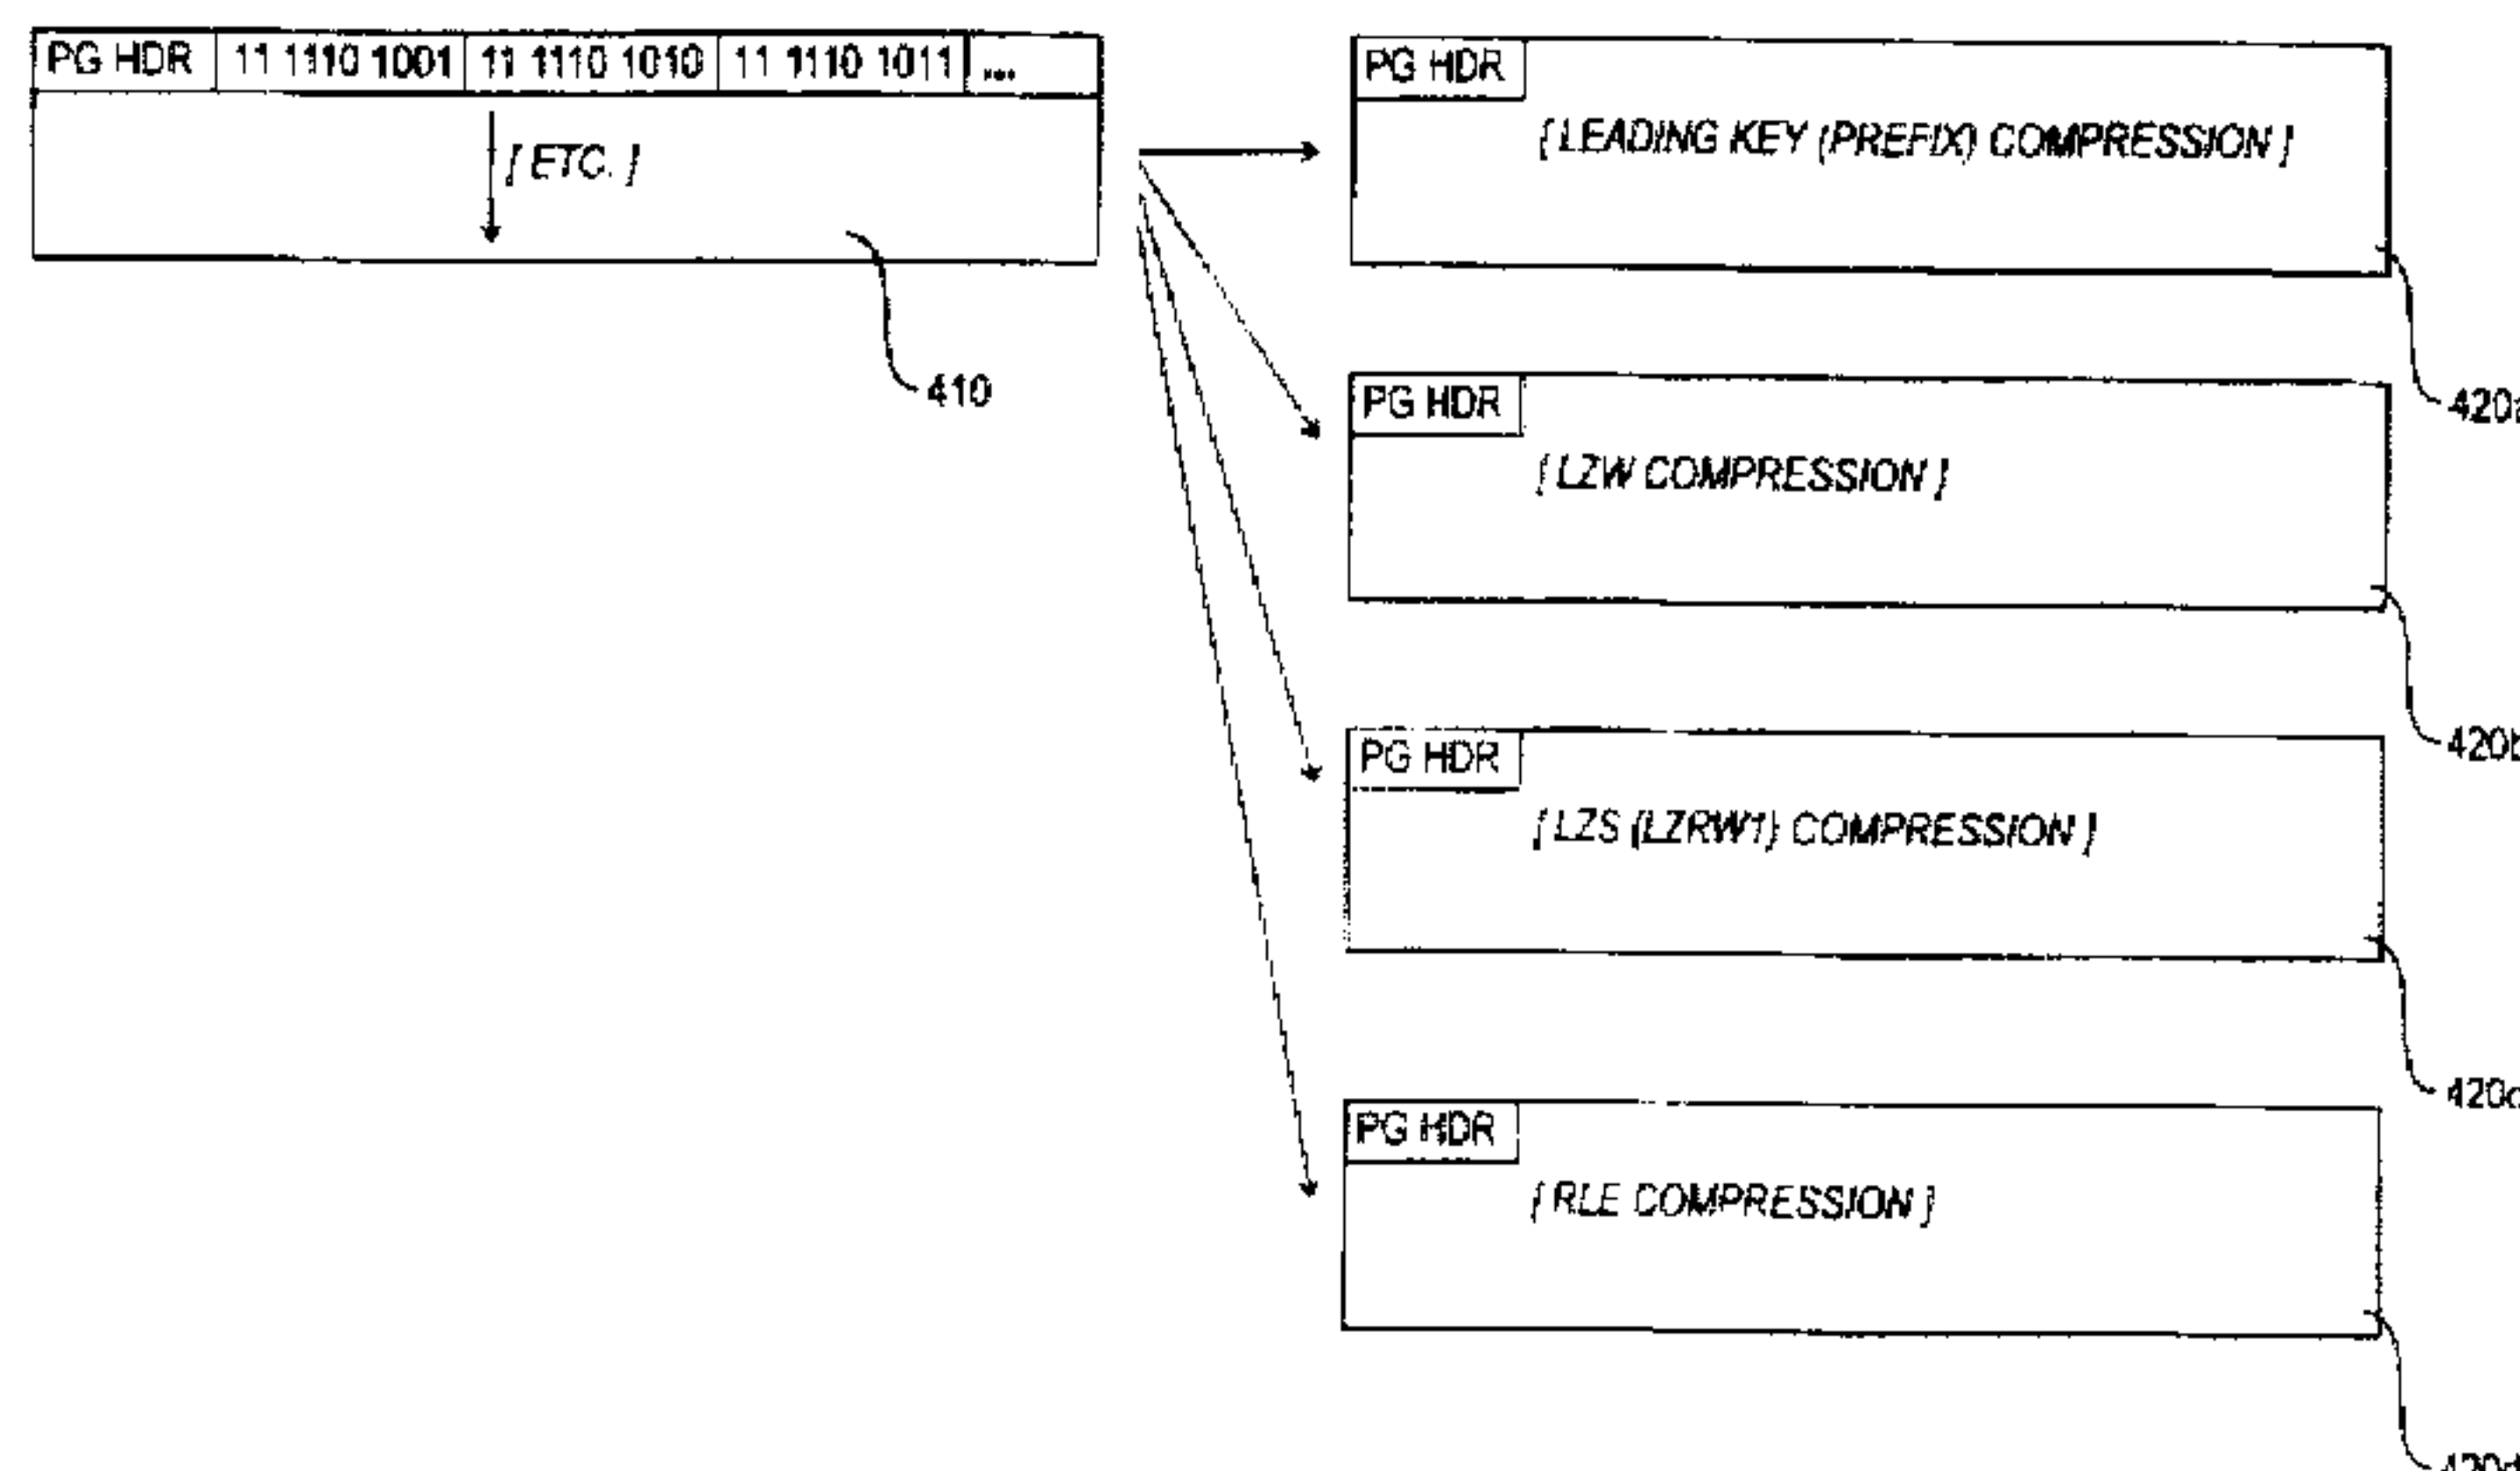 PG HDR 11 1110 1001 11 1110 1010 11 1110 1011 ...
[ ETC. ]
410
PG HDR
[ LEADING KEY (PREFIX) COMPRESSION ]
PG HDR
[ LZW COMPRESSION ]
420b
PG HDR
[ LZS (LZRW1) COMPRESSION ]
PG HDR
[ RLE COMPRESSION ]